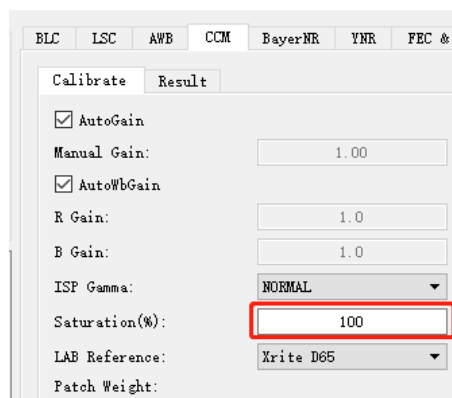 BLC LSC AWB CCM BayerNR YNR FEC &
Calibrate Result
AutoGain
Manual Gain: 1.00
AutoWbGain
R Gain: 1.0
B Gain: 1.0
ISP Gamma: NORMAL
Saturation(%): 100
LAB Reference: Xrite D65
Patch Weight: